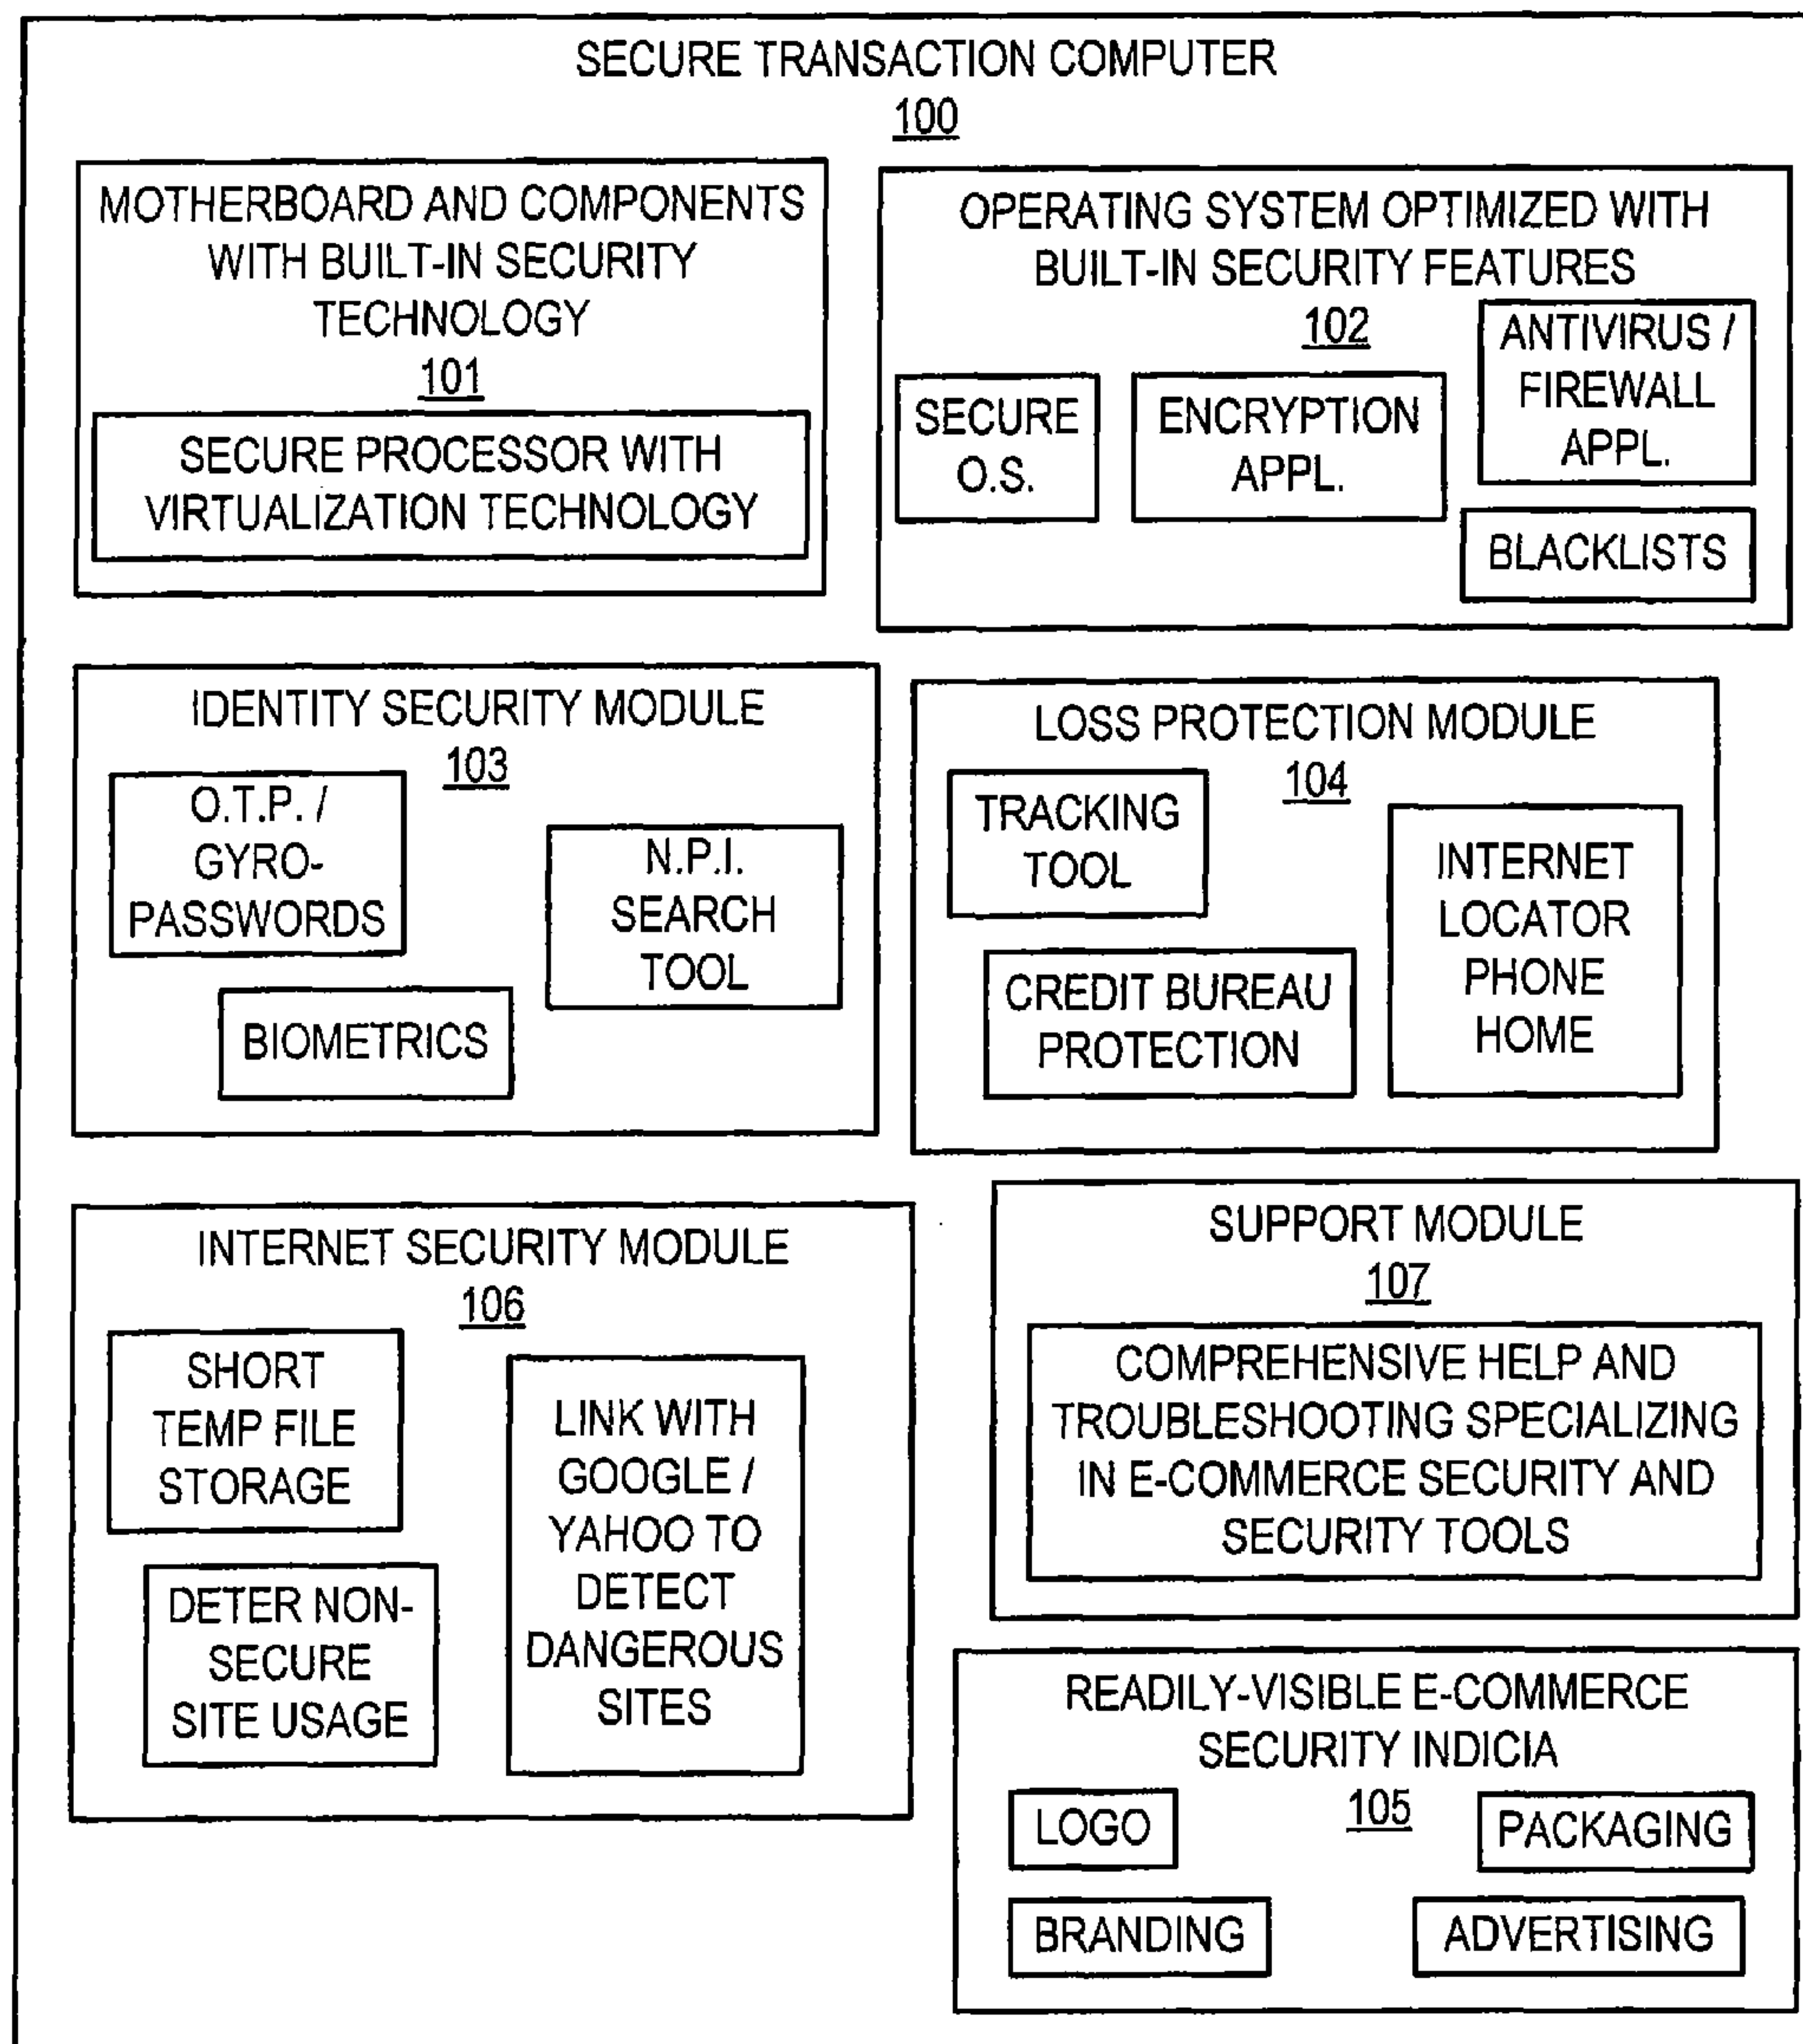 SECURE TRANSACTION COMPUTER
100
MOTHERBOARD AND COMPONENTS
WITH BUILT-IN SECURITY
TECHNOLOGY
101
SECURE PROCESSOR WITH
VIRTUALIZATION TECHNOLOGY
OPERATING SYSTEM OPTIMIZED WITH
BUILT-IN SECURITY FEATURES
102
SECURE
O.S.
ENCRYPTION
APPL.
ANTIVIRUS /
FIREWALL
APPL.
BLACKLISTS
IDENTITY SECURITY MODULE
103
O.T.P. /
GYRO-
PASSWORDS
N.P.I.
SEARCH
TOOL
BIOMETRICS
LOSS PROTECTION MODULE
104
TRACKING
TOOL
CREDIT BUREAU
PROTECTION
INTERNET
LOCATOR
PHONE
HOME
INTERNET SECURITY MODULE
106
SHORT
TEMP FILE
STORAGE
DETER NON-
SECURE
SITE USAGE
LINK WITH
GOOGLE /
YAHOO TO
DETECT
DANGEROUS
SITES
SUPPORT MODULE
107
COMPREHENSIVE HELP AND
TROUBLESHOOTING SPECIALIZING
IN E-COMMERCE SECURITY AND
SECURITY TOOLS
READILY-VISIBLE E-COMMERCE
SECURITY INDICIA
105
LOGO
PACKAGING
BRANDING
ADVERTISING